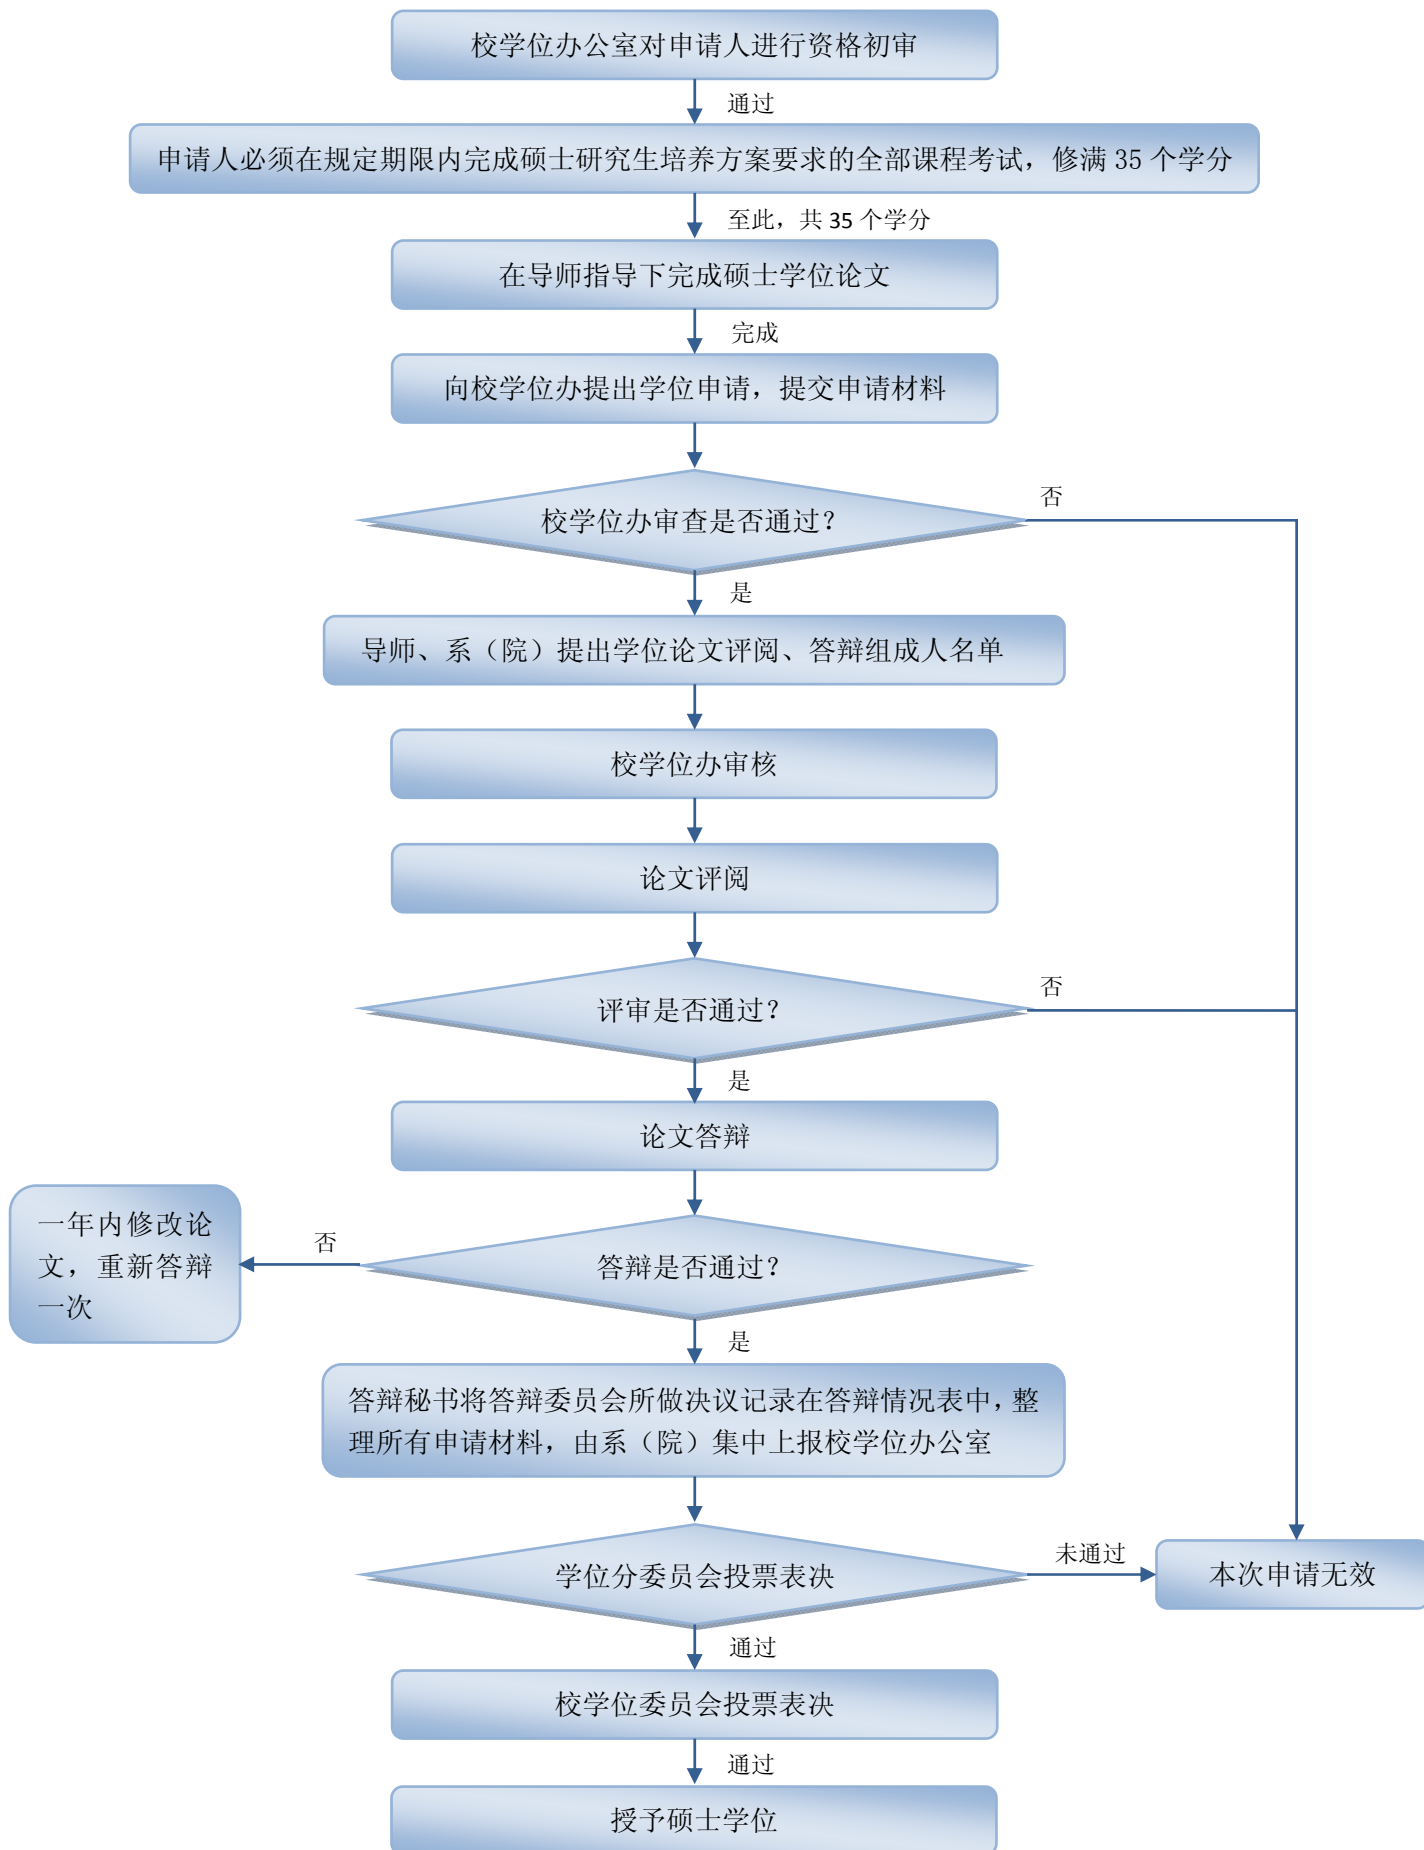 校学位办公室对申请人进行资格初审
通过
申请人必须在规定期限内完成硕士研究生培养方案要求的全部课程考试，修满 35 个学分
至此，共 35 个学分
在导师指导下完成硕士学位论文
完成
向校学位办提出学位申请，提交申请材料
校学位办审查是否通过？
否
是
导师、系（院）提出学位论文评阅、答辩组成人名单
校学位办审核
论文评阅
评审是否通过？
否
是
论文答辩
答辩是否通过？
否
一年内修改论
文，重新答辩
一次
是
答辩秘书将答辩委员会所做决议记录在答辩情况表中，整
理所有申请材料，由系（院）集中上报校学位办公室
学位分委员会投票表决
未通过
本次申请无效
通过
校学位委员会投票表决
通过
授予硕士学位